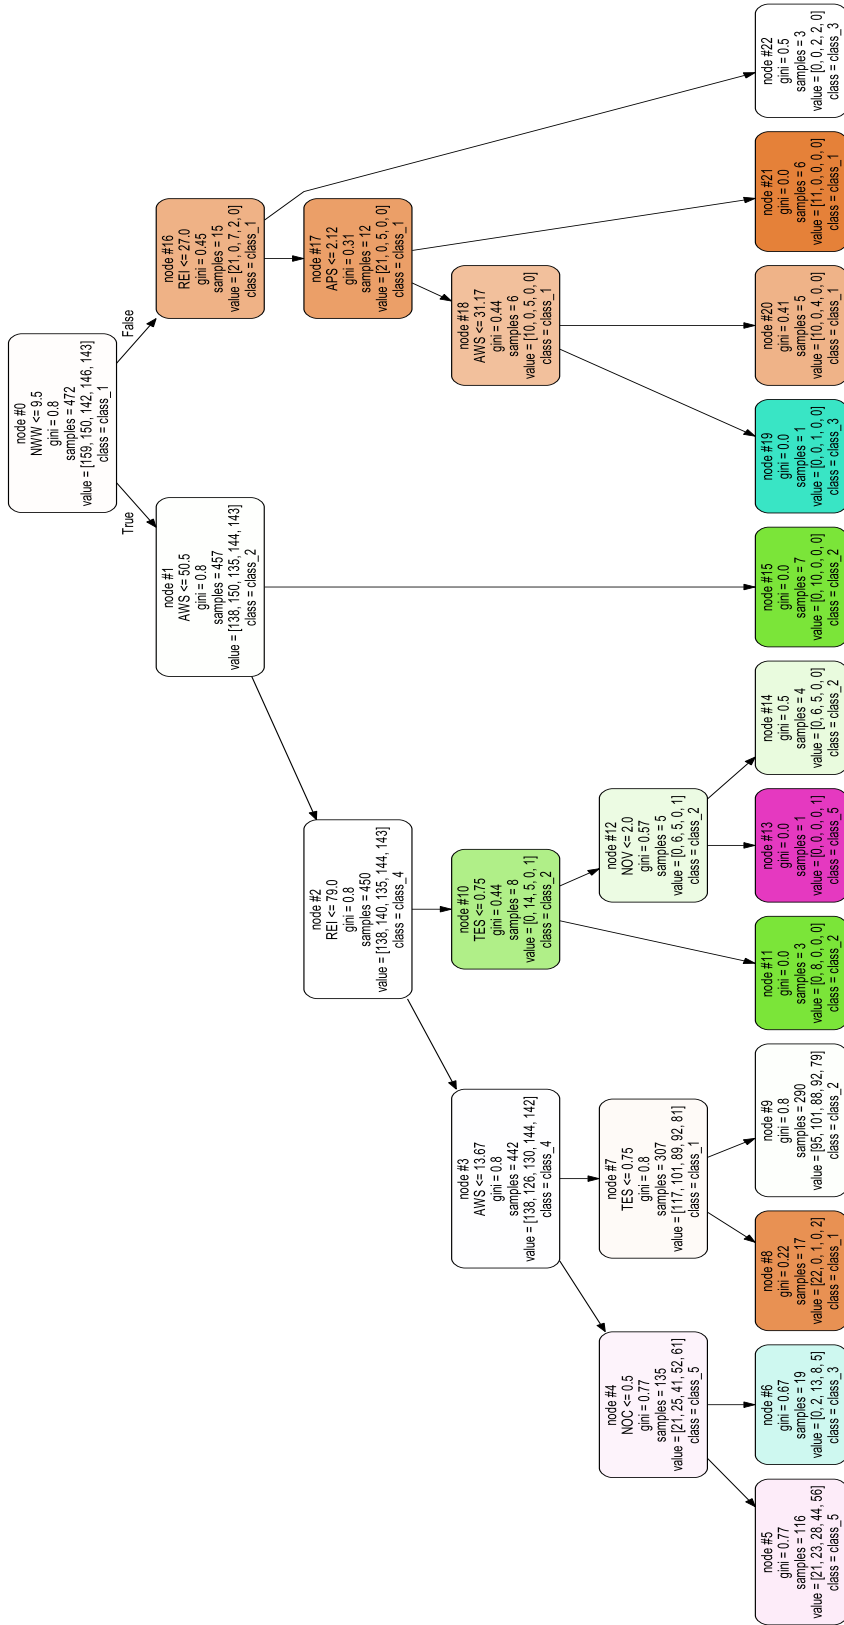 node #0
NWW <= 9.5
gini = 0.8
samples = 472
value = [159, 150, 142, 146, 143]
class = class_1
True
False
node #1
AWS <= 50.5
gini = 0.8
samples = 457
value = [138, 150, 135, 144, 143]
class = class_2
node #16
REI <= 27.0
gini = 0.45
samples = 15
value = [21, 0, 7, 2, 0]
class = class_1
node #2
REI <= 79.0
gini = 0.8
samples = 450
value = [138, 140, 135, 144, 143]
class = class_4
node #17
APS <= 2.12
gini = 0.31
samples = 12
value = [21, 0, 5, 0, 0]
class = class_1
node #3
AWS <= 13.67
gini = 0.8
samples = 442
value = [138, 126, 130, 144, 142]
class = class_4
node #10
TES <= 0.75
gini = 0.44
samples = 8
value = [0, 14, 5, 0, 1]
class = class_2
node #18
AWS <= 31.17
gini = 0.44
samples = 6
value = [10, 0, 5, 0, 0]
class = class_1
node #4
NOC <= 0.5
gini = 0.77
samples = 135
value = [21, 25, 41, 52, 61]
class = class_5
node #7
TES <= 0.75
gini = 0.8
samples = 307
value = [117, 101, 89, 92, 81]
class = class_1
node #12
NOV <= 2.0
gini = 0.57
samples = 5
value = [0, 6, 5, 0, 1]
class = class_2
node #5
gini = 0.77
samples = 116
value = [21, 23, 28, 44, 56]
class = class_5
node #6
gini = 0.67
samples = 19
value = [0, 2, 13, 8, 5]
class = class_3
node #8
gini = 0.22
samples = 17
value = [22, 0, 1, 0, 2]
class = class_1
node #9
gini = 0.8
samples = 290
value = [95, 101, 88, 92, 79]
class = class_2
node #11
gini = 0.0
samples = 3
value = [0, 8, 0, 0, 0]
class = class_2
node #13
gini = 0.0
samples = 1
value = [0, 0, 0, 0, 1]
class = class_5
node #14
gini = 0.5
samples = 4
value = [0, 6, 5, 0, 0]
class = class_2
node #15
gini = 0.0
samples = 7
value = [0, 10, 0, 0, 0]
class = class_2
node #19
gini = 0.0
samples = 1
value = [0, 0, 1, 0, 0]
class = class_3
node #20
gini = 0.41
samples = 5
value = [10, 0, 4, 0, 0]
class = class_1
node #21
gini = 0.0
samples = 6
value = [11, 0, 0, 0, 0]
class = class_1
node #22
gini = 0.5
samples = 3
value = [0, 0, 2, 2, 0]
class = class_3